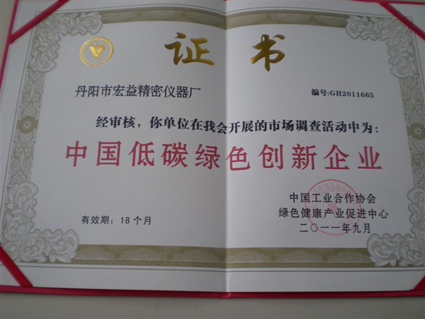 证书
丹阳市宏益精密仪器厂
编号:GH2011665
经审核，你单位在我会开展的市场调查活动中为:
中国低碳绿色创新企业
中国工业合作协会
绿色健康产业促进中心
有效期：18个月
二〇一一年九月